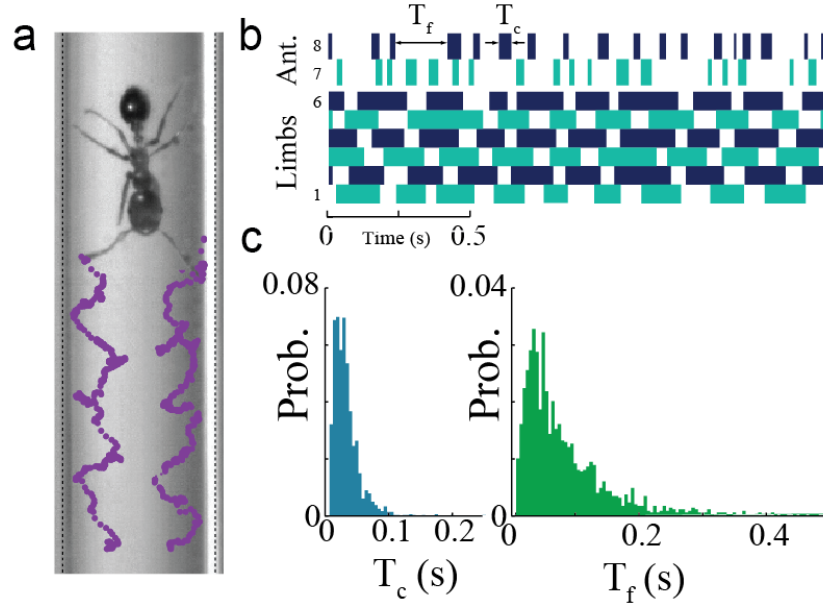 a
b
T_f
T_c
Ant.
8
7
Limbs
6
1
0
Time (s)
0.5
c
0.08
Prob.
0
0
0.1
0.2
T_c (s)
0.04
Prob.
0
0
0.2
0.4
T_f (s)